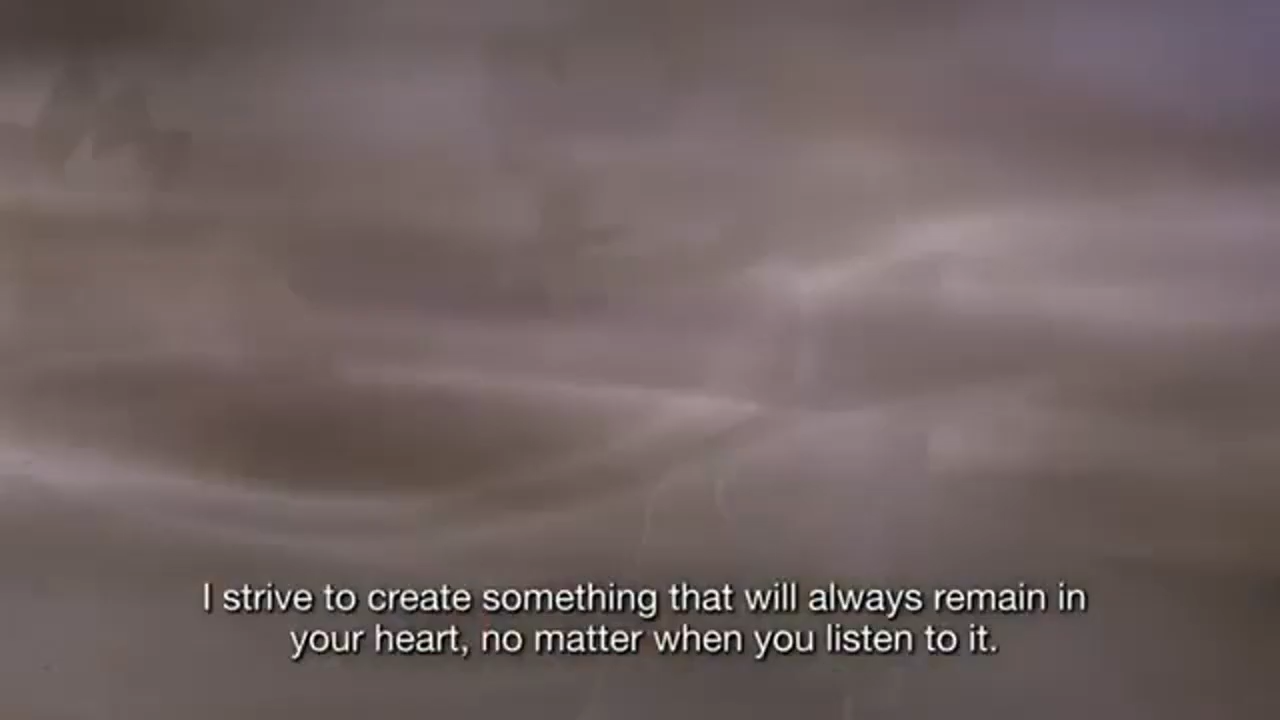 I strive to create something that will always remain in
your heart, no matter when you listen to it.